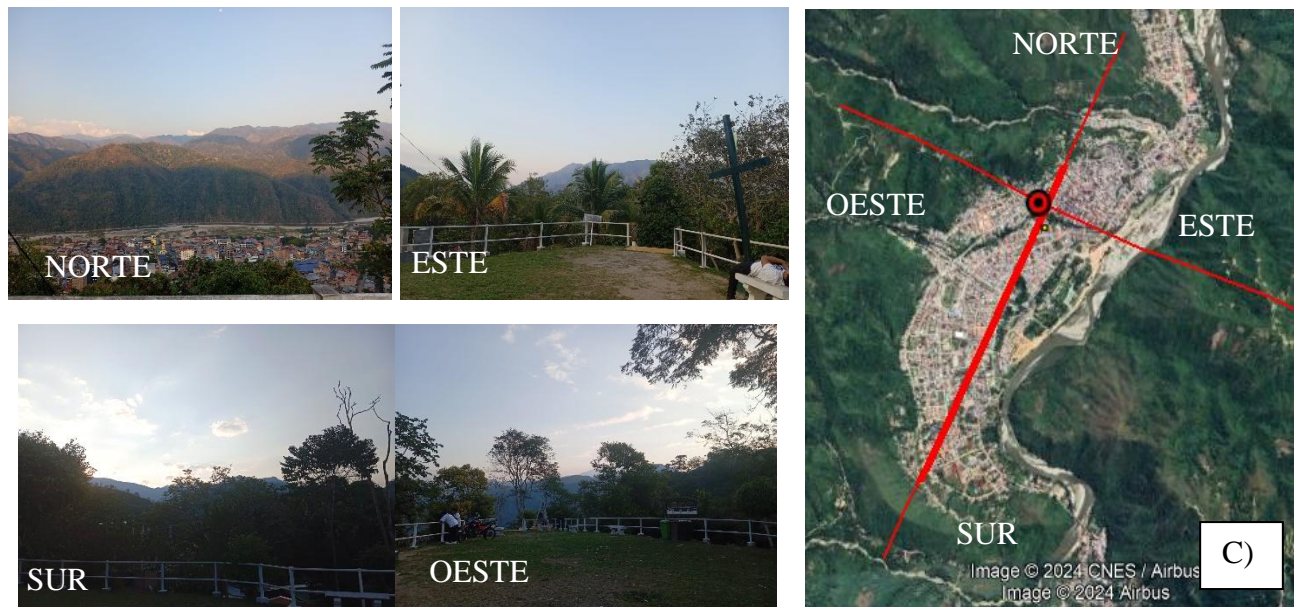 NORTE
ESTE
SUR
OESTE
NORTE
OESTE
ESTE
SUR
C)
Image © 2024 CNES / Airbus
Image © 2024 Airbus